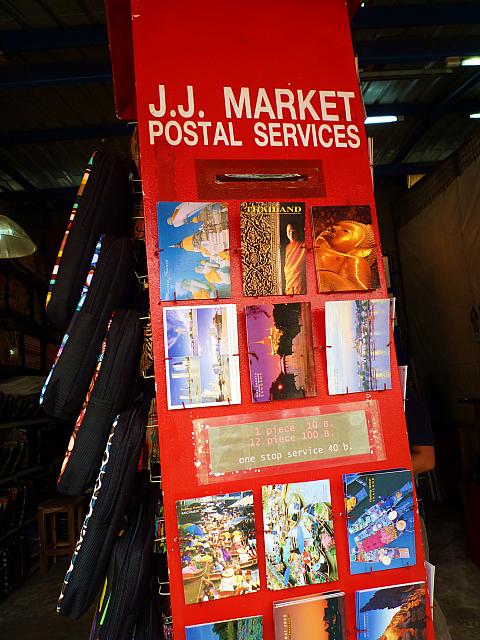 J.J. MARKET
POSTAL SERVICES
THAILAND
1 piece 10 B.
12 piece 100 B.
one stop service 40 b.